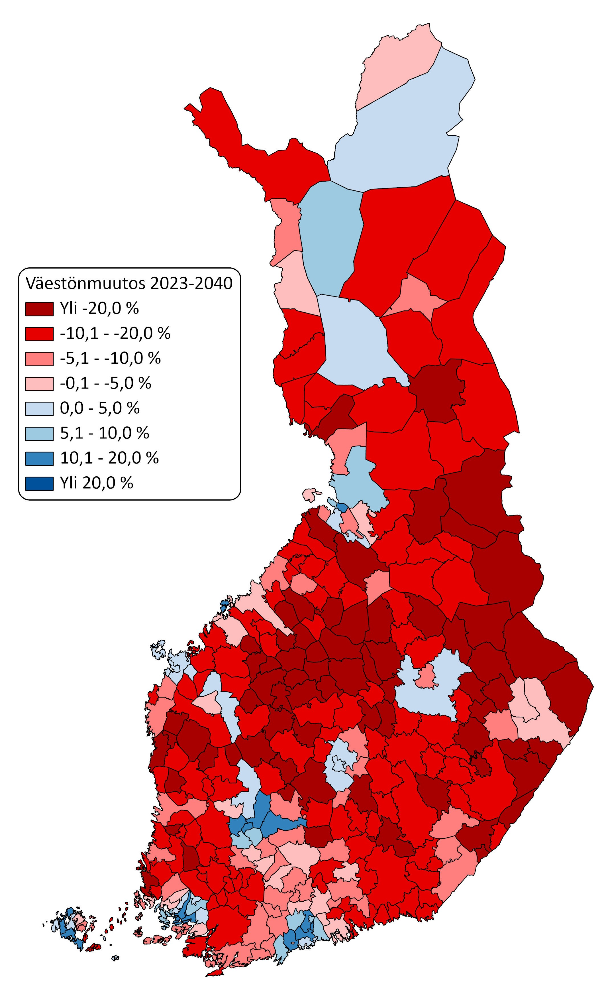 Väestönmuutos 2023-2040
Yli -20,0 %
-10,1 - -20,0 %
-5,1 - -10,0 %
-0,1 - -5,0 %
0,0 - 5,0 %
5,1 - 10,0 %
10,1 - 20,0 %
Yli 20,0 %